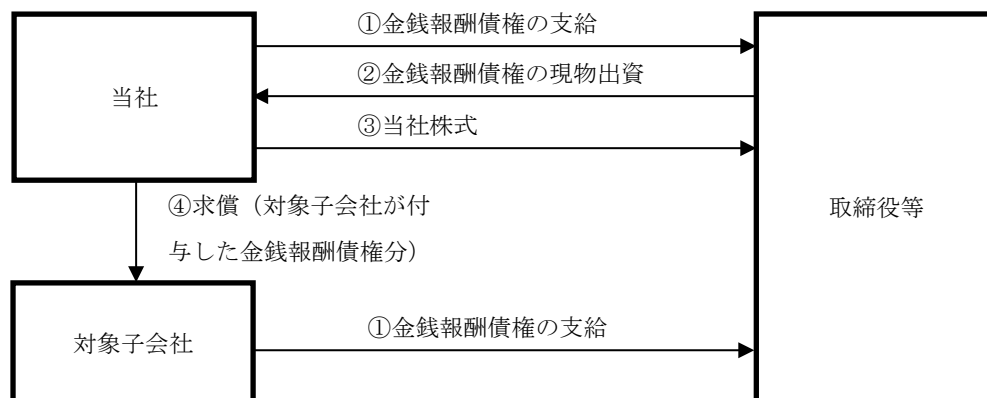 ①金銭報酬債権の支給
②金銭報酬債権の現物出資
当社
③当社株式
④求償（対象子会社が付
与した金銭報酬債権分）
取締役等
対象子会社
①金銭報酬債権の支給